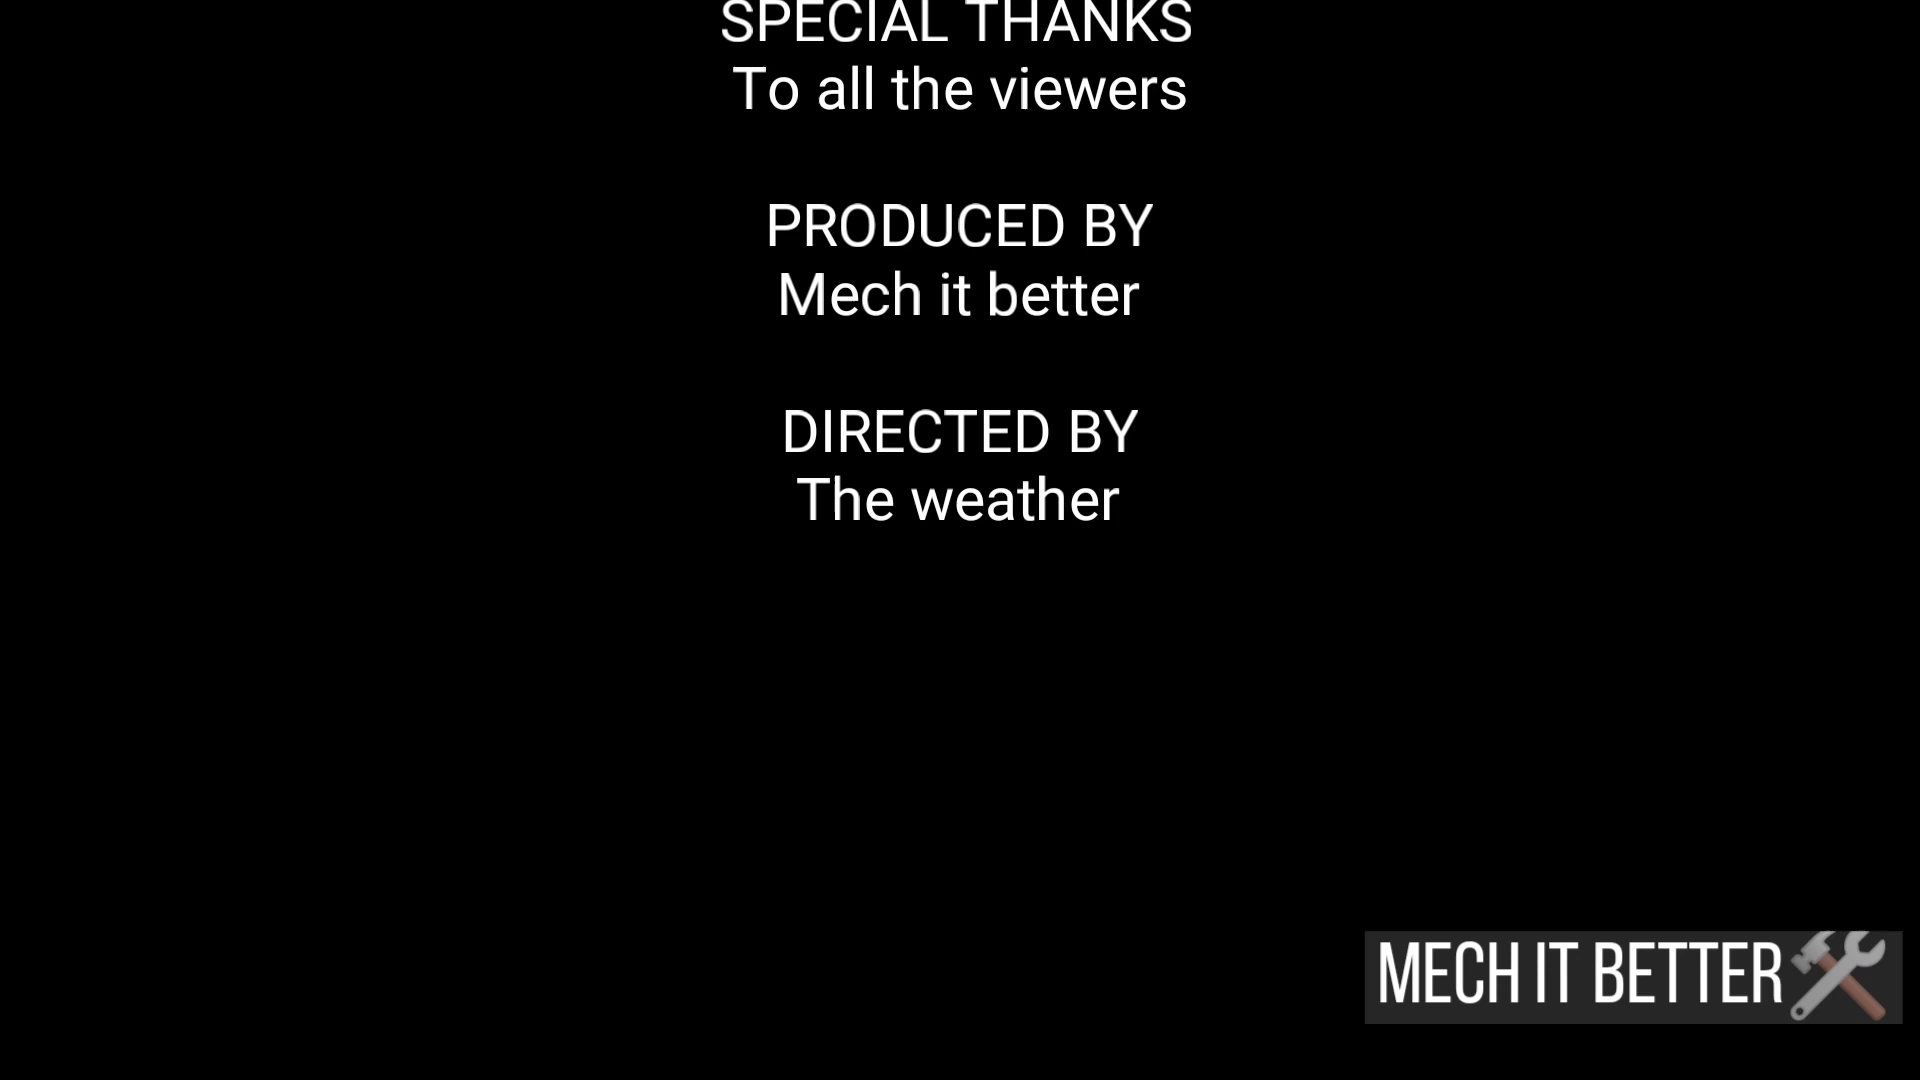 SPECIAL THANKS
To all the viewers
PRODUCED BY
Mech it better
DIRECTED BY
The weather
MECH IT BETTER